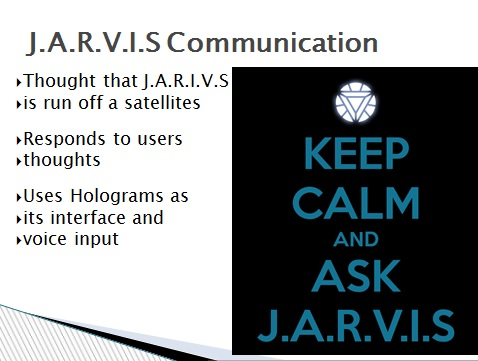 J.A.R.V.I.S Communication
Thought that J.A.R.I.V.S
is run off a satellites
Responds to users
thoughts
Uses Holograms as
its interface and
voice input
KEEP
CALM
AND
ASK
J.A.R.V.I.S